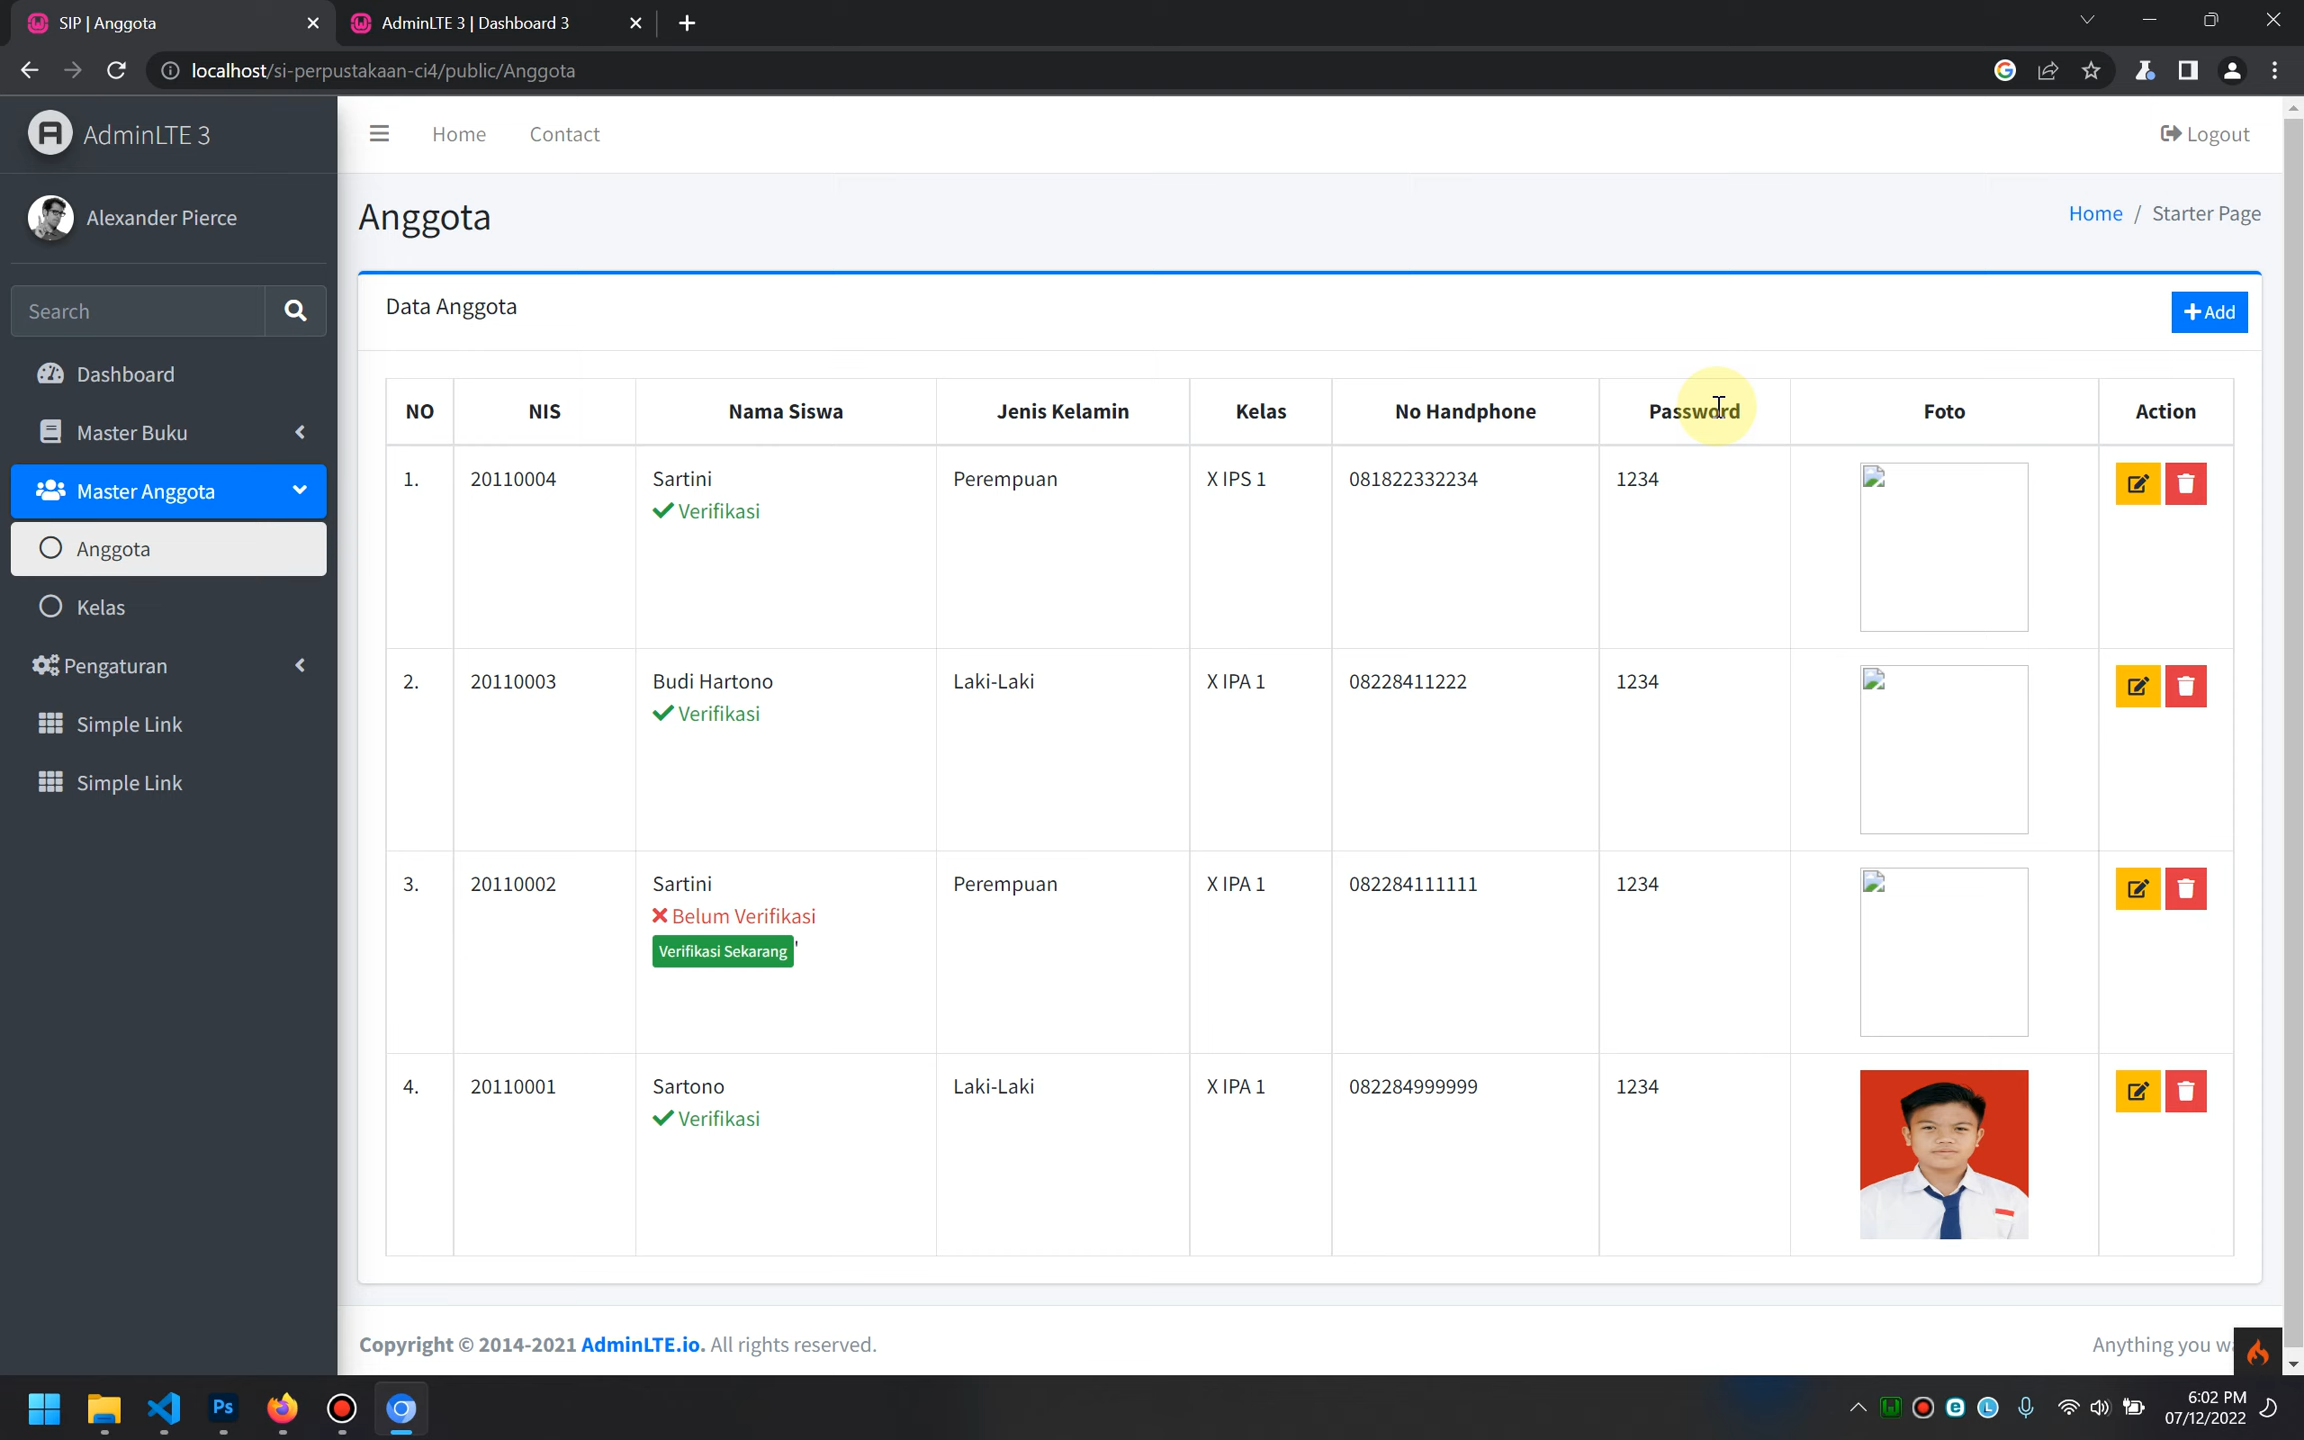 SIP | Anggota
AdminLTE 3 | Dashboard 3
localhost/si-perpustakaan-ci4/public/Anggota
AdminLTE 3
Home
Contact
Logout
Alexander Pierce
Anggota
Home / Starter Page
Search
Data Anggota
Add
Dashboard
Master Buku
Master Anggota
Anggota
Kelas
Pengaturan
Simple Link
Simple Link
NO NIS Nama Siswa Jenis Kelamin Kelas No Handphone Password Foto Action
1. 20110004 Sartini Perempuan X IPS 1 081822332234 1234
Verifikasi
2. 20110003 Budi Hartono Laki-Laki X IPA 1 08228411222 1234
Verifikasi
3. 20110002 Sartini Perempuan X IPA 1 082284111111 1234
Belum Verifikasi
Verifikasi Sekarang '
4. 20110001 Sartono Laki-Laki X IPA 1 082284999999 1234
Verifikasi
Copyright © 2014-2021 AdminLTE.io. All rights reserved.
Anything you
Ps
6:02 PM
07/12/2022